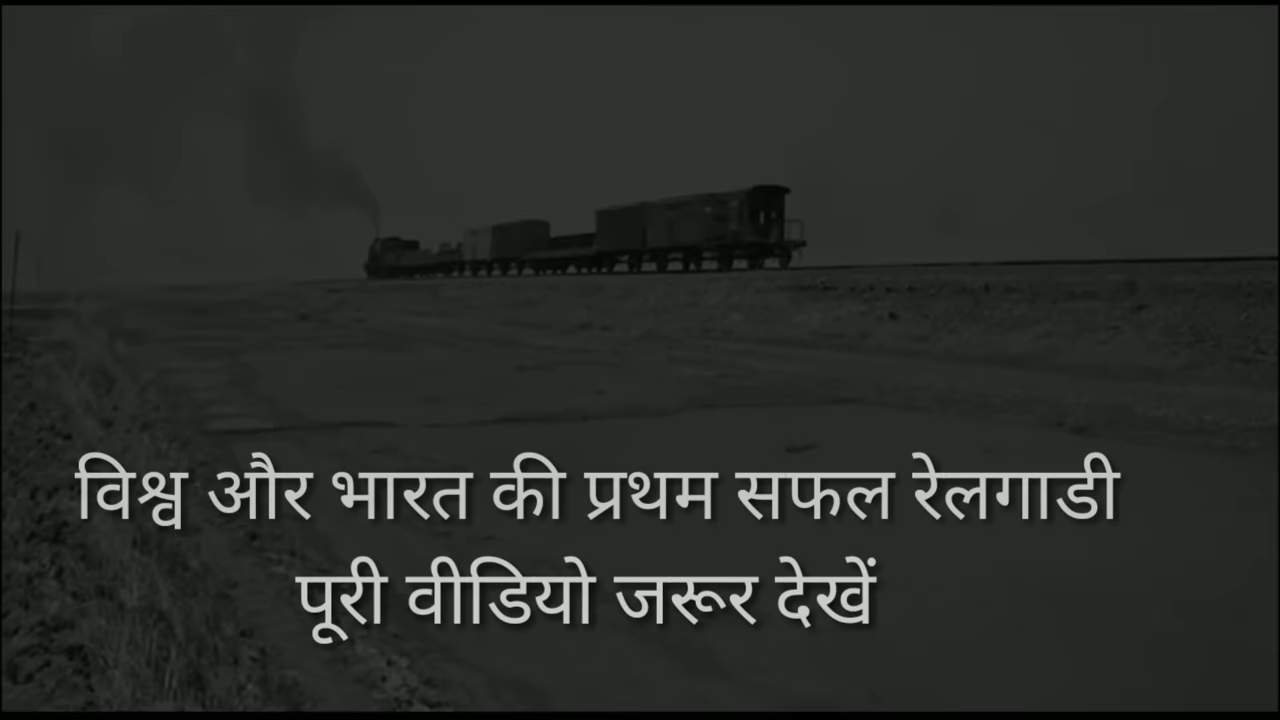 विश्व और भारत की प्रथम सफल रेलगाडी
पूरी वीडियो जरूर देखें